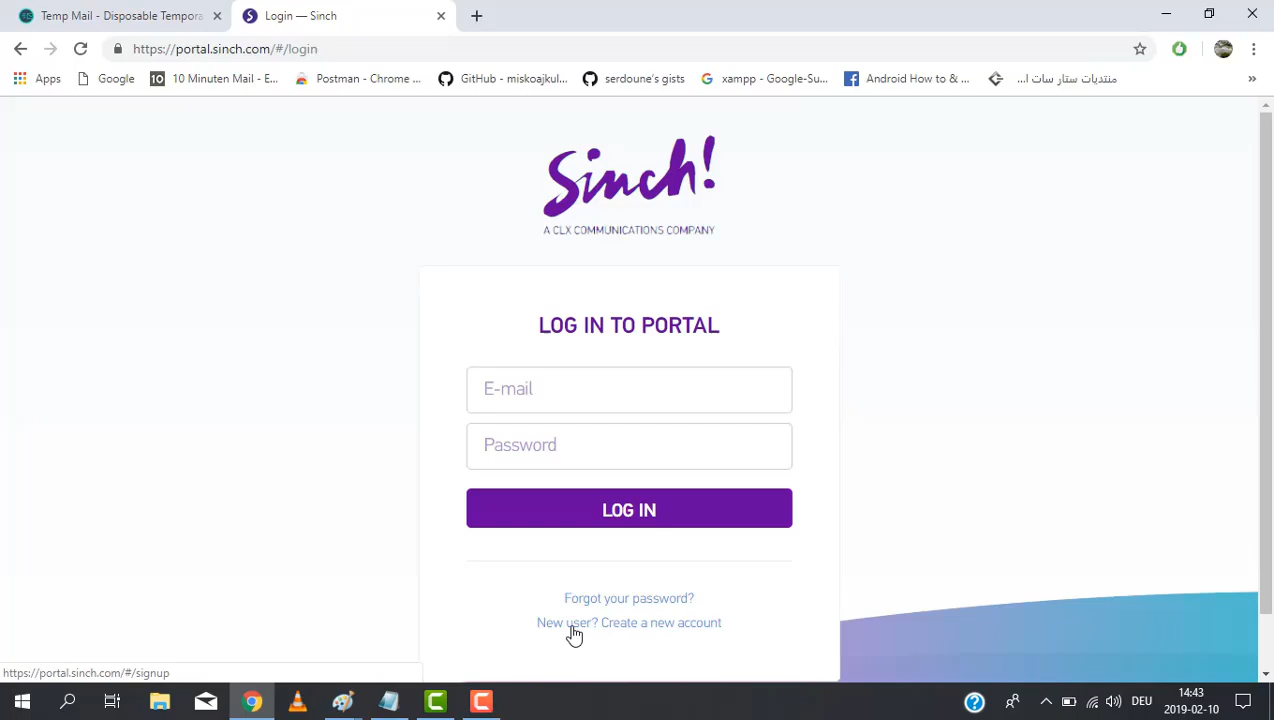 Temp Mail - Disposable Tempora
Login — Sinch
https://portal.sinch.com/#/login
Apps
Google
10 10 Minuten Mail - E...
Postman - Chrome ...
GitHub - miskoajkul...
serdoune's gists
xampp - Google-Su...
Android How to & ...
منتديات ستار سات ا...
Sinch!
A CLX COMMUNICATIONS COMPANY
LOG IN TO PORTAL
E-mail
Password
LOG IN
Forgot your password?
New user? Create a new account
https://portal.sinch.com/#/signup
DEU
14:43
2019-02-10